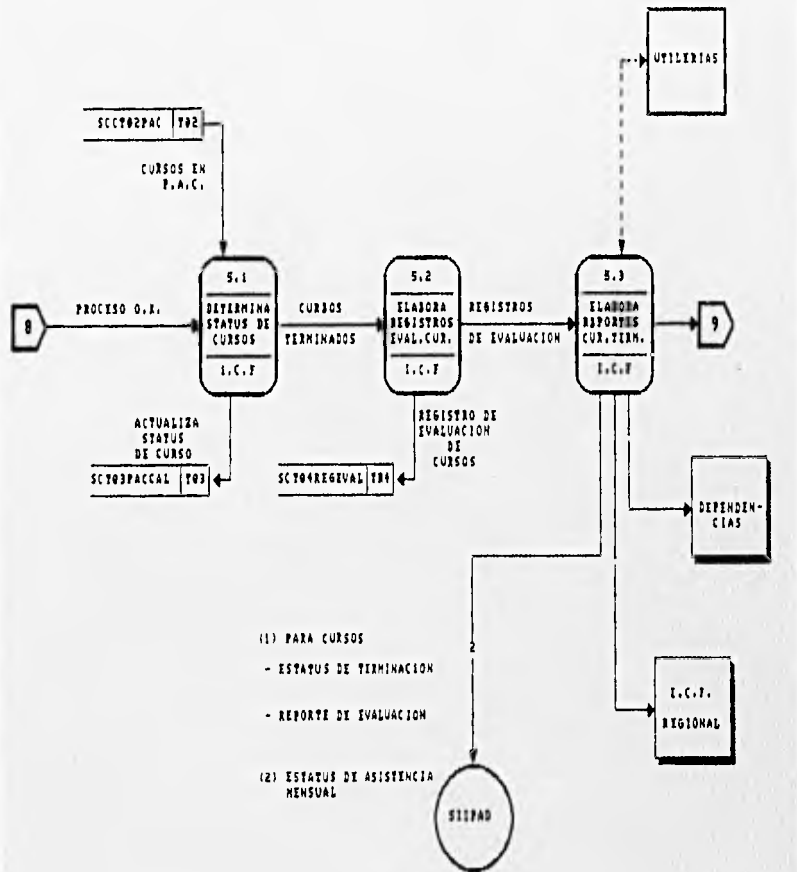 UTILERIAS
SCCT02PAC T02
CURSOS EN
P.A.C.
5.1
DETERMINA
STATUS DE
CURSOS
I.C.F
5.2
ELABORA
REGISTROS
EVAL.CUR.
I.C.F
5.3
ELABORA
REPORTES
CUR.TERM.
I.C.F
8
PROCESO O.K.
CURSOS
TERMINADOS
REGISTROS
DE EVALUACION
9
ACTUALIZA
STATUS
DE CURSO
SCT03PACCAL T03
REGISTRO DE
EVALUACION
DE
CURSOS
SCT04REGEVAL T04
DEPENDEN-
CIAS
(1) PARA CURSOS
- ESTATUS DE TERMINACION
- REPORTE DE EVALUACION
(2) ESTATUS DE ASISTENCIA
MENSUAL
2
I.C.F.
REGIONAL
SIIPAD